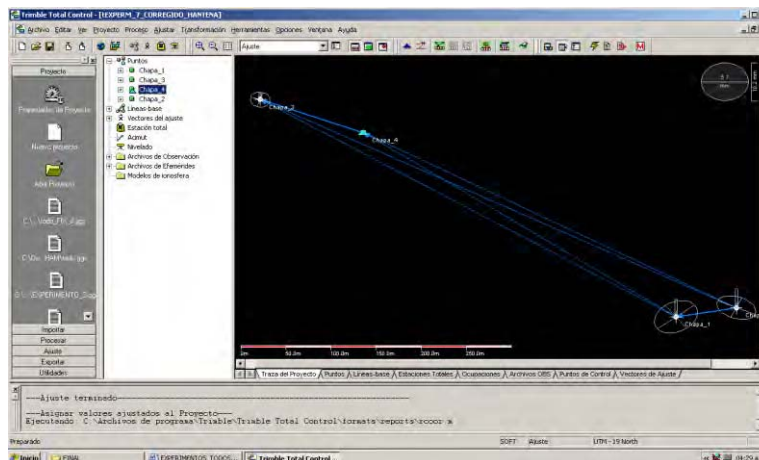 Trimble Total Control - [EXPERM_7_CORREGIDO_MANTENA]
Archivo Editar Ver Proyecto Proceso Ajustar Transformación Herramientas Opciones Ventana Ayuda
Ajuste
Proyecto
Propiedades de Proyecto
Nuevo proyecto
Abrir Proyecto
Importar
Procesar
Ajuste
Exportar
Utilidades
Puntos
Chapa_1
Chapa_3
Chapa_4
Chapa_2
Líneas-base
Vectores del ajuste
Estación total
Acimut
Nivelado
Archivos de Observación
Archivos de Efemérides
Modelos de ionosfera
Chapa_4
Chapa_1
0m 50.0m 100.0m 150.0m 200.0m 250.0m
Traza del Proyecto Puntos Líneas-base Estaciones Totales Ocupaciones Archivos OBS Puntos de Control Vectores de Ajuste
---Ajuste terminado---
---Asignar valores ajustados al Proyecto---
Ejecutando C:\Archivos de programa\Trimble\Trimble Total Control\formats\reports\rcoor m
Preparado
SOFT Ajuste UTM - 19 North
Inicio
FINAL
EXPERIMENTOS_TODOS...
Trimble Total Control...